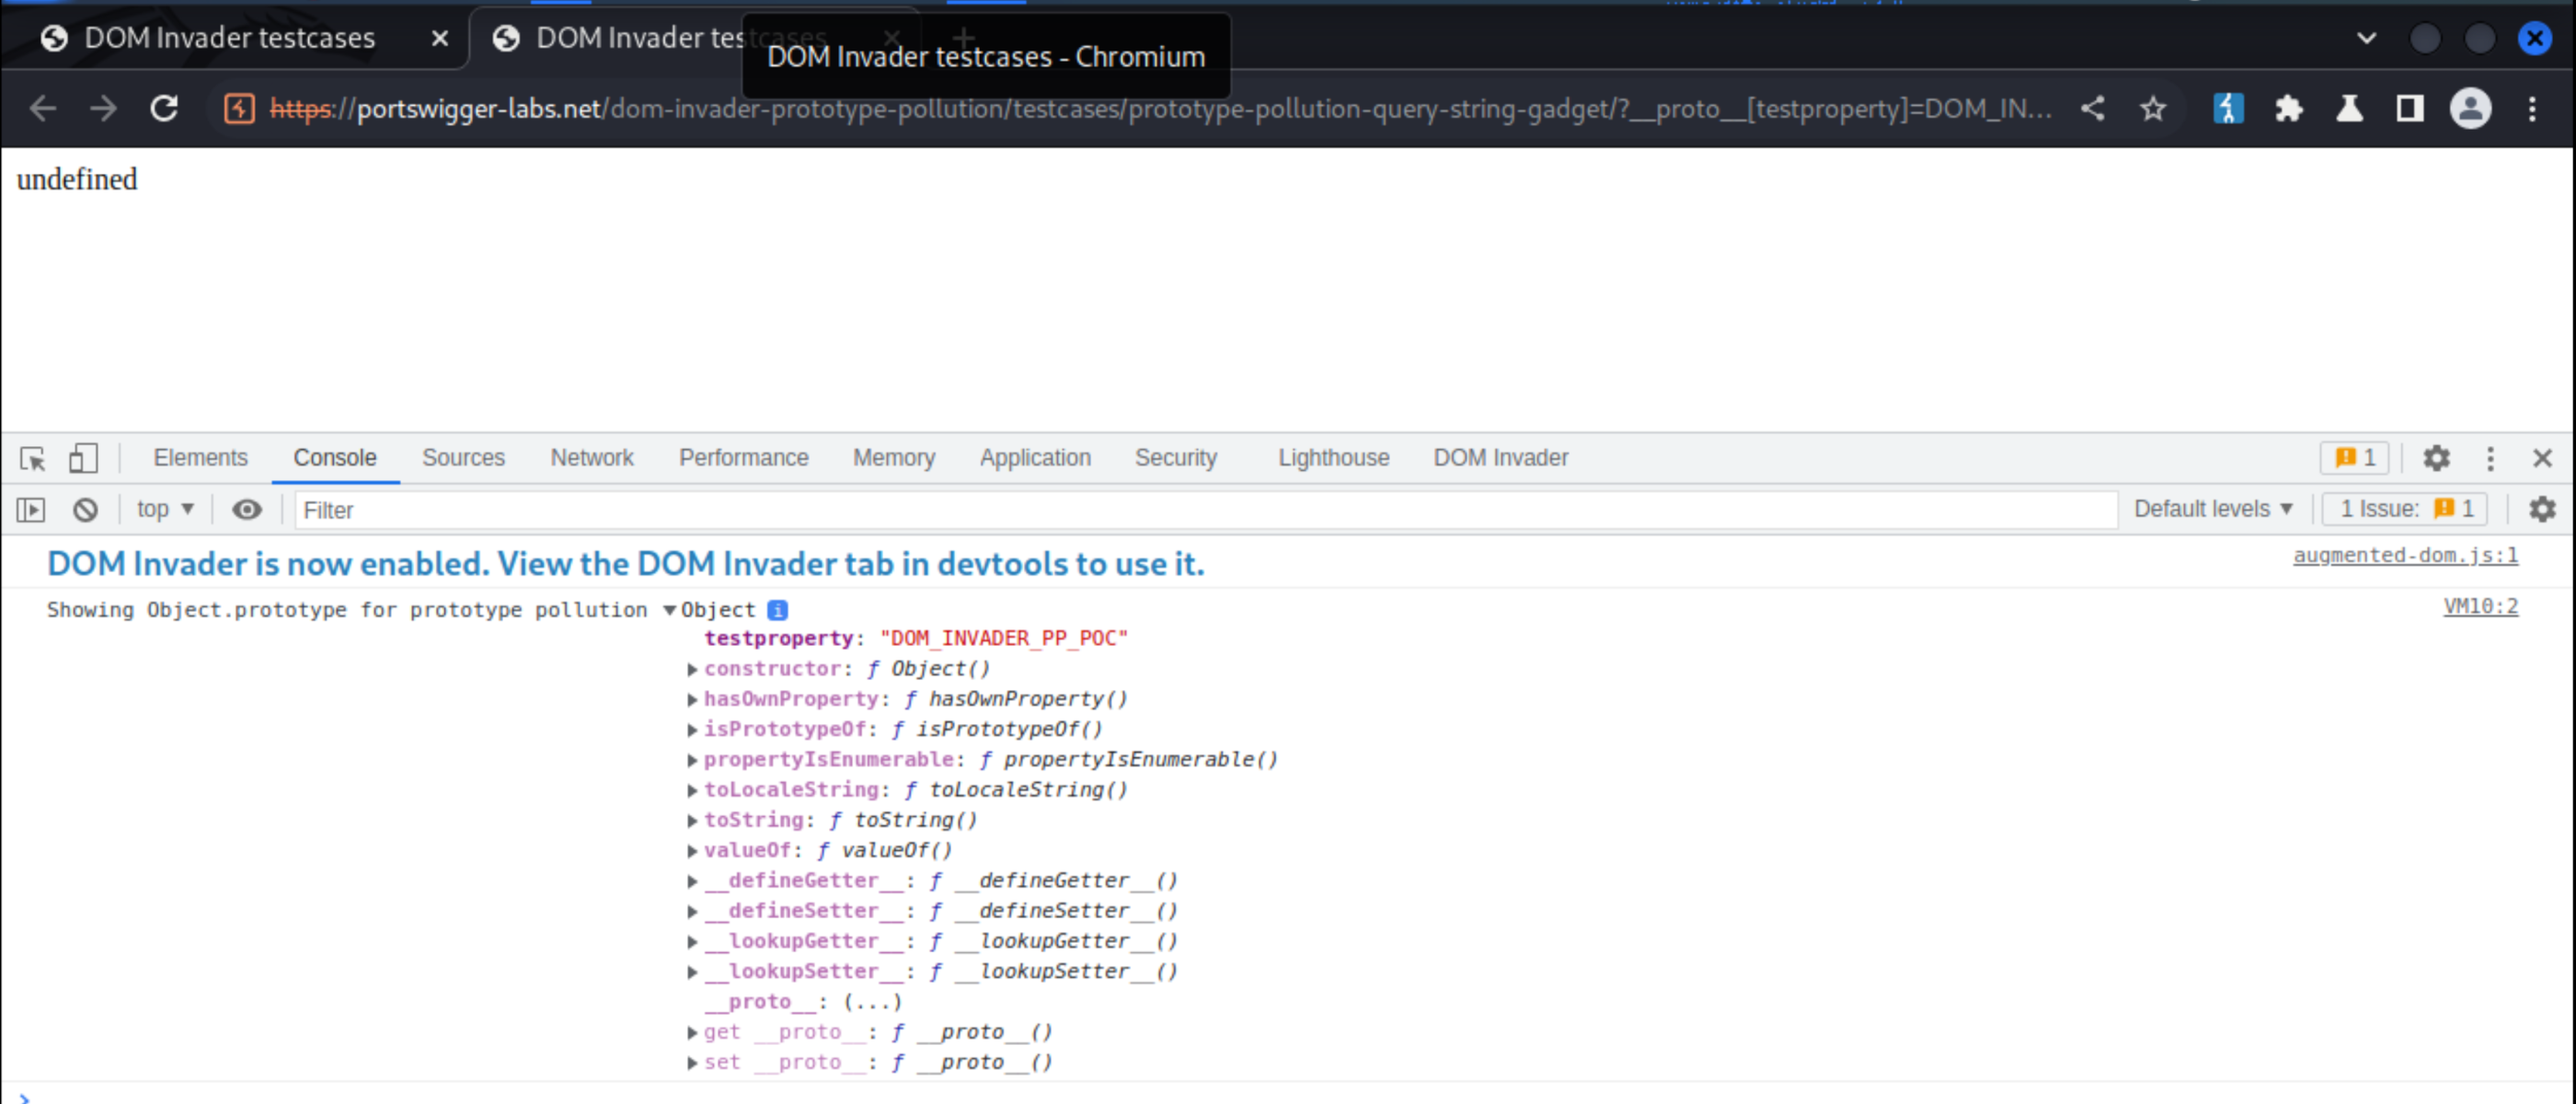 DOM Invader testcases
DOM Invader testcases
DOM Invader testcases - Chromium
https://portswigger-labs.net/dom-invader-prototype-pollution/testcases/prototype-pollution-query-string-gadget/?__proto__[testproperty]=DOM_IN...
undefined
Elements Console Sources Network Performance Memory Application Security Lighthouse DOM Invader 1
top Filter Default levels 1 Issue: 1
DOM Invader is now enabled. View the DOM Invader tab in devtools to use it. augmented-dom.js:1
Showing Object.prototype for prototype pollution ▼Object i VM10:2
testproperty: "DOM_INVADER_PP_POC"
▶constructor: ƒ Object()
▶hasOwnProperty: ƒ hasOwnProperty()
▶isPrototypeOf: ƒ isPrototypeOf()
▶propertyIsEnumerable: ƒ propertyIsEnumerable()
▶toLocaleString: ƒ toLocaleString()
▶toString: ƒ toString()
▶valueOf: ƒ valueOf()
▶__defineGetter__: ƒ __defineGetter__()
▶__defineSetter__: ƒ __defineSetter__()
▶__lookupGetter__: ƒ __lookupGetter__()
▶__lookupSetter__: ƒ __lookupSetter__()
__proto__: (...)
▶get __proto__: ƒ __proto__()
▶set __proto__: ƒ __proto__()